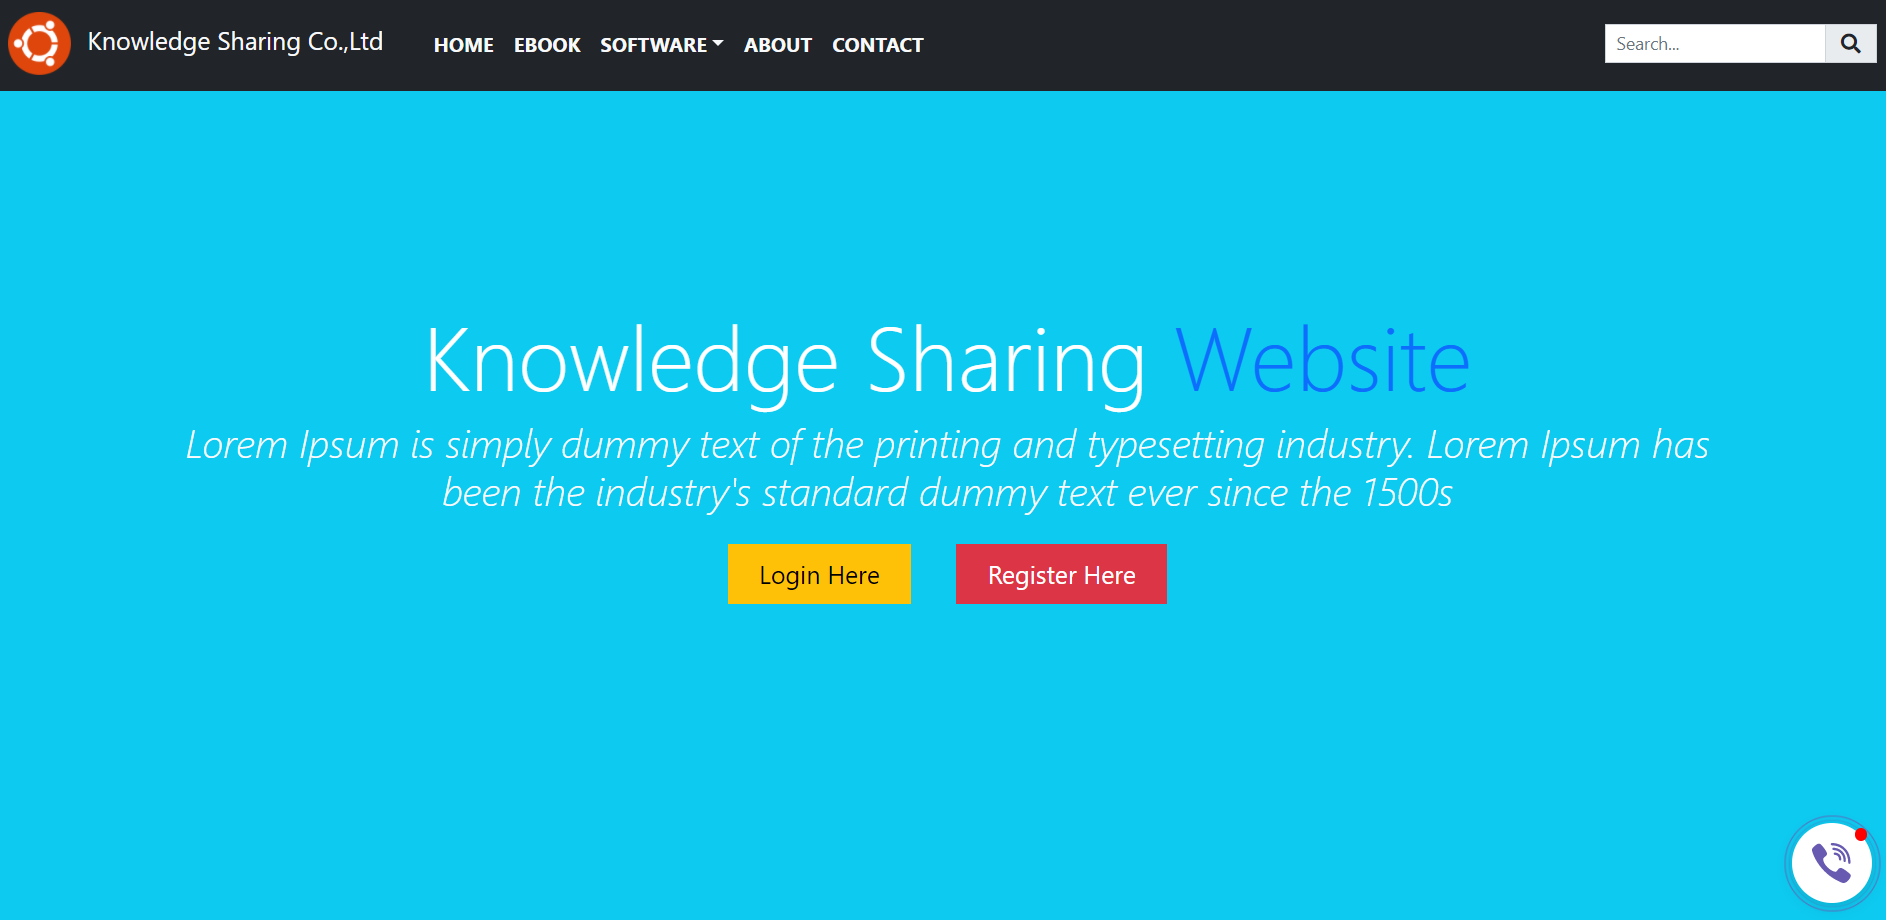 Knowledge Sharing Co.,Ltd HOME EBOOK SOFTWARE ABOUT CONTACT Search...
Knowledge Sharing Website
Lorem Ipsum is simply dummy text of the printing and typesetting industry. Lorem Ipsum has
been the industry's standard dummy text ever since the 1500s
Login Here Register Here